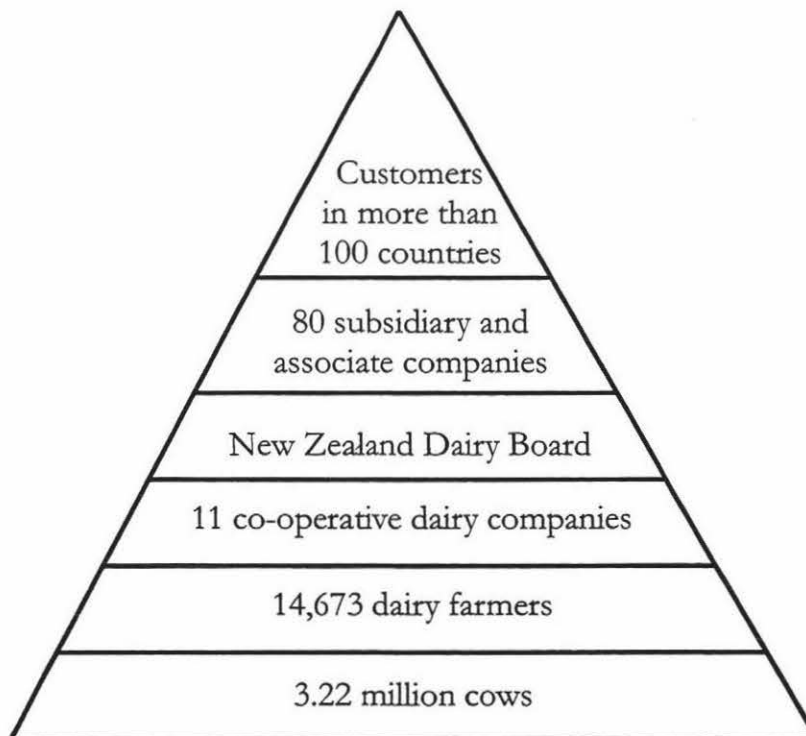 Customers
in more than
100 countries
80 subsidiary and
associate companies
New Zealand Dairy Board
11 co-operative dairy companies
14,673 dairy farmers
3.22 million cows